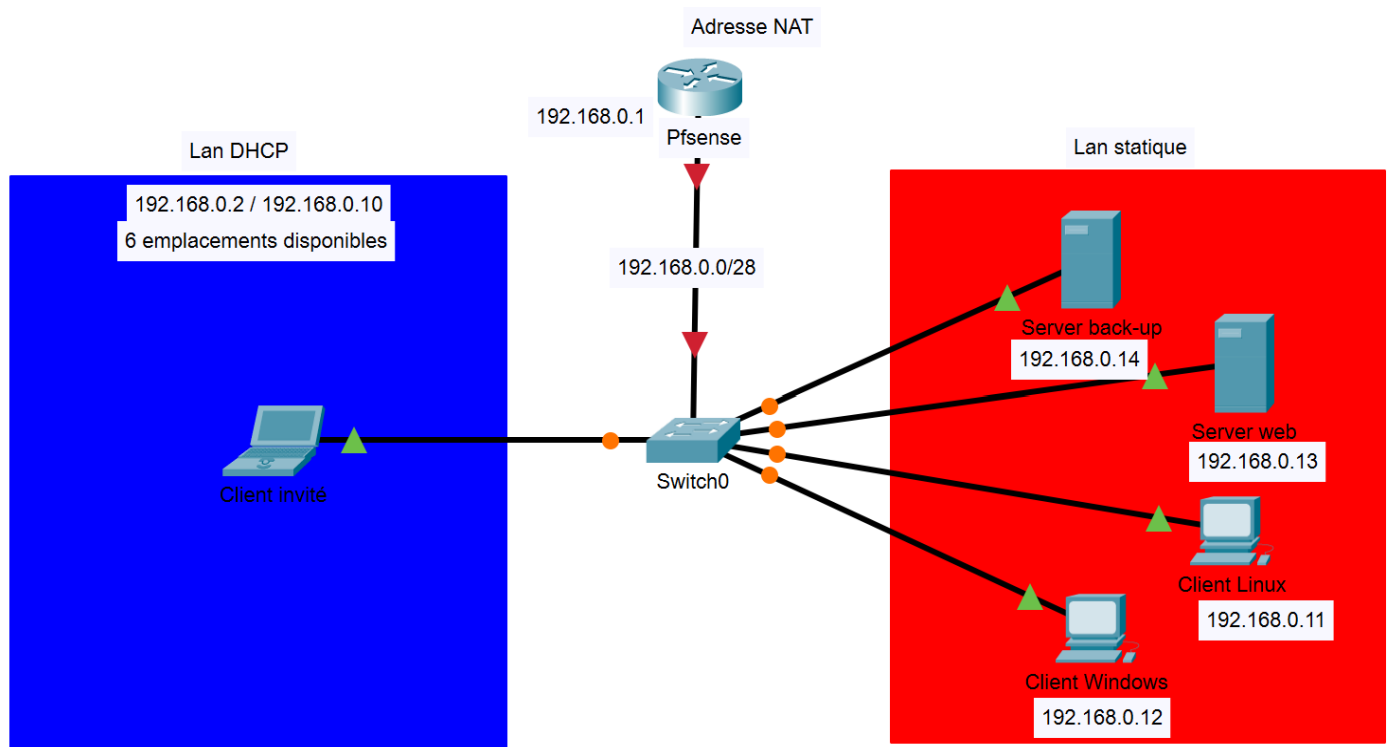 Adresse NAT
192.168.0.1
Pfsense
Lan DHCP
Lan statique
192.168.0.2 / 192.168.0.10
6 emplacements disponibles
192.168.0.0/28
Server back-up
192.168.0.14
Server web
192.168.0.13
Client invité
Switch0
Client Linux
192.168.0.11
Client Windows
192.168.0.12